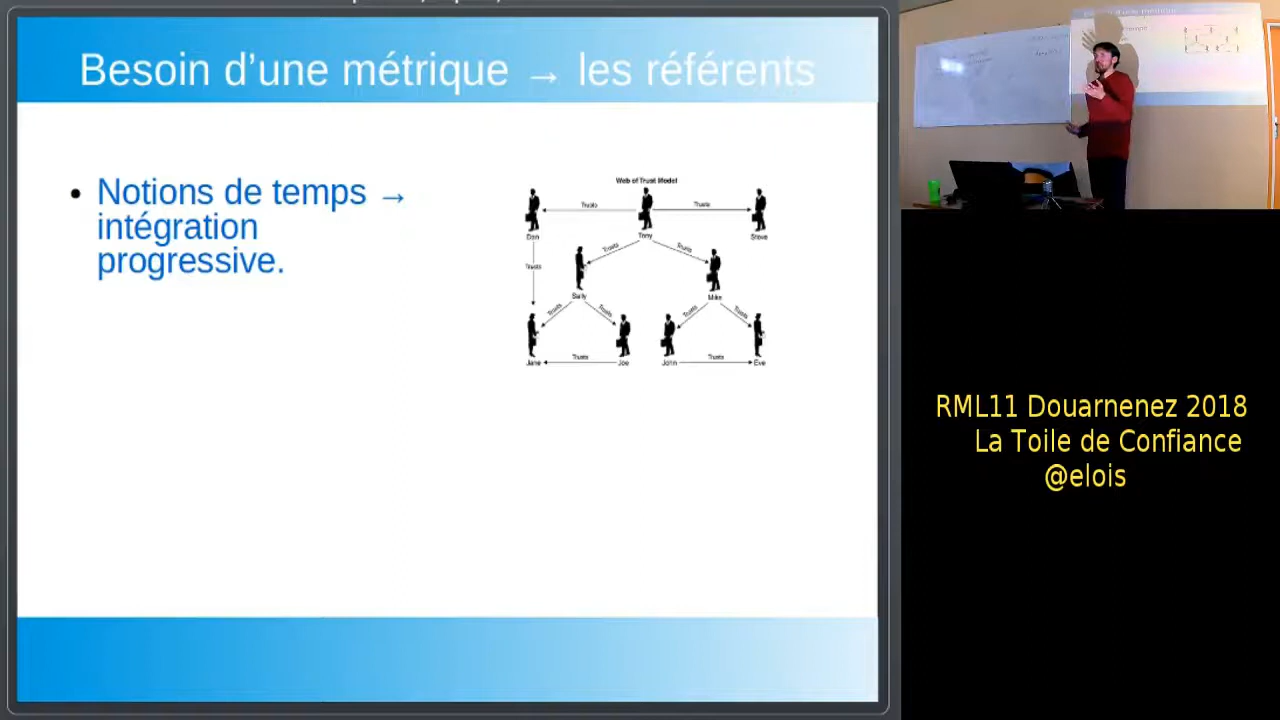 Besoin d’une métrique → les référents
• Notions de temps →
intégration
progressive.
Web of Trust Model
Trusts
Trusts
Don
Tony
Steve
Trusts
Trusts
Trusts
Sally
Mike
Trusts
Trusts
Trusts
Trusts
Jane
Trusts
Joe
John
Trusts
Eve
RML11 Douarnenez 2018
La Toile de Confiance
@elois